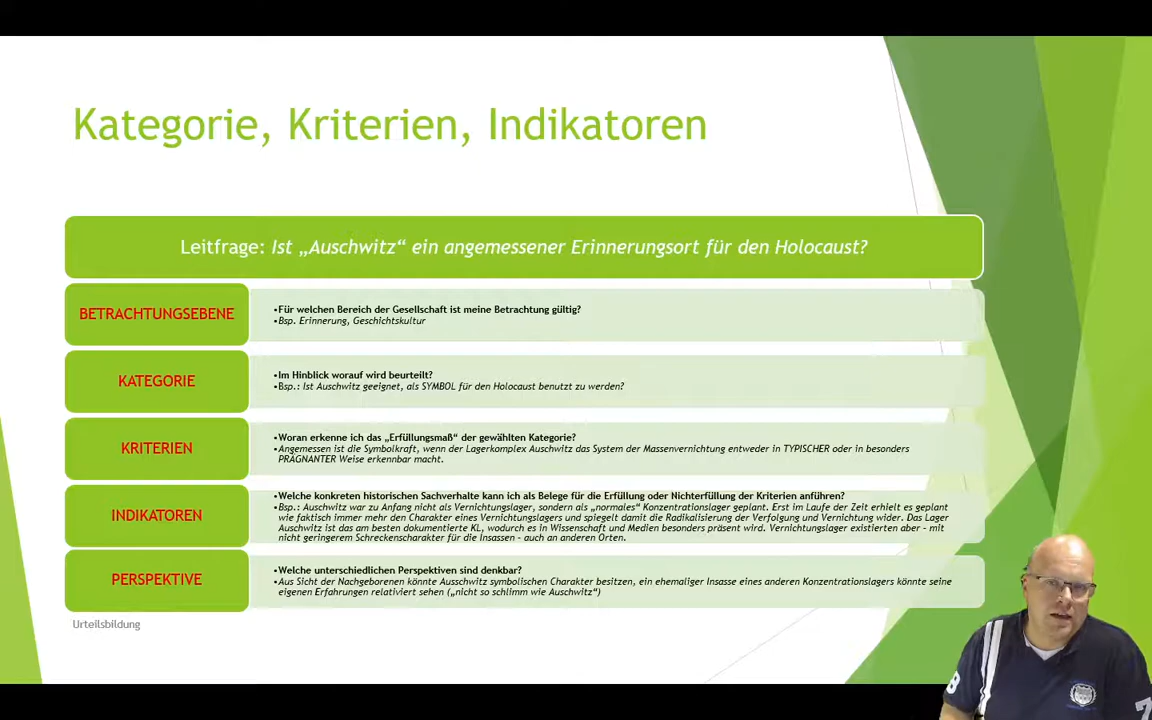 Kategorie, Kriterien, Indikatoren
Leitfrage: Ist „Auschwitz“ ein angemessener Erinnerungsort für den Holocaust?
BETRACHTUNGSEBENE
•Für welchen Bereich der Gesellschaft ist meine Betrachtung gültig?
•Bsp. Erinnerung, Geschichtskultur
KATEGORIE
•Im Hinblick worauf wird beurteilt?
•Bsp.: Ist Auschwitz geeignet, als SYMBOL für den Holocaust benutzt zu werden?
KRITERIEN
•Woran erkenne ich das „Erfüllungsmaß“ der gewählten Kategorie?
•Angemessen ist die Symbolkraft, wenn der Lagerkomplex Auschwitz das System der Massenvernichtung entweder in TYPISCHER oder in besonders
PRÄGNANTER Weise erkennbar macht.
INDIKATOREN
•Welche konkreten historischen Sachverhalte kann ich als Belege für die Erfüllung oder Nichterfüllung der Kriterien anführen?
•Bsp.: Auschwitz war zu Anfang nicht als Vernichtungslager, sondern als „normales“ Konzentrationslager geplant. Erst im Laufe der Zeit erhielt es geplant
wie faktisch immer mehr den Charakter eines Vernichtungslagers und spiegelt damit die Radikalisierung der Verfolgung und Vernichtung wider. Das Lager
Auschwitz ist das am besten dokumentierte KL, wodurch es in Wissenschaft und Medien besonders präsent wird. Vernichtungslager existierten aber – mit
nicht geringerem Schreckenscharakter für die Insassen – auch an anderen Orten.
PERSPEKTIVE
•Welche unterschiedlichen Perspektiven sind denkbar?
•Aus Sicht der Nachgeborenen könnte Ausschwitz symbolischen Charakter besitzen, ein ehemaliger Insasse eines anderen Konzentrationslagers könnte seine
eigenen Erfahrungen relativiert sehen („nicht so schlimm wie Auschwitz“)
Urteilsbildung